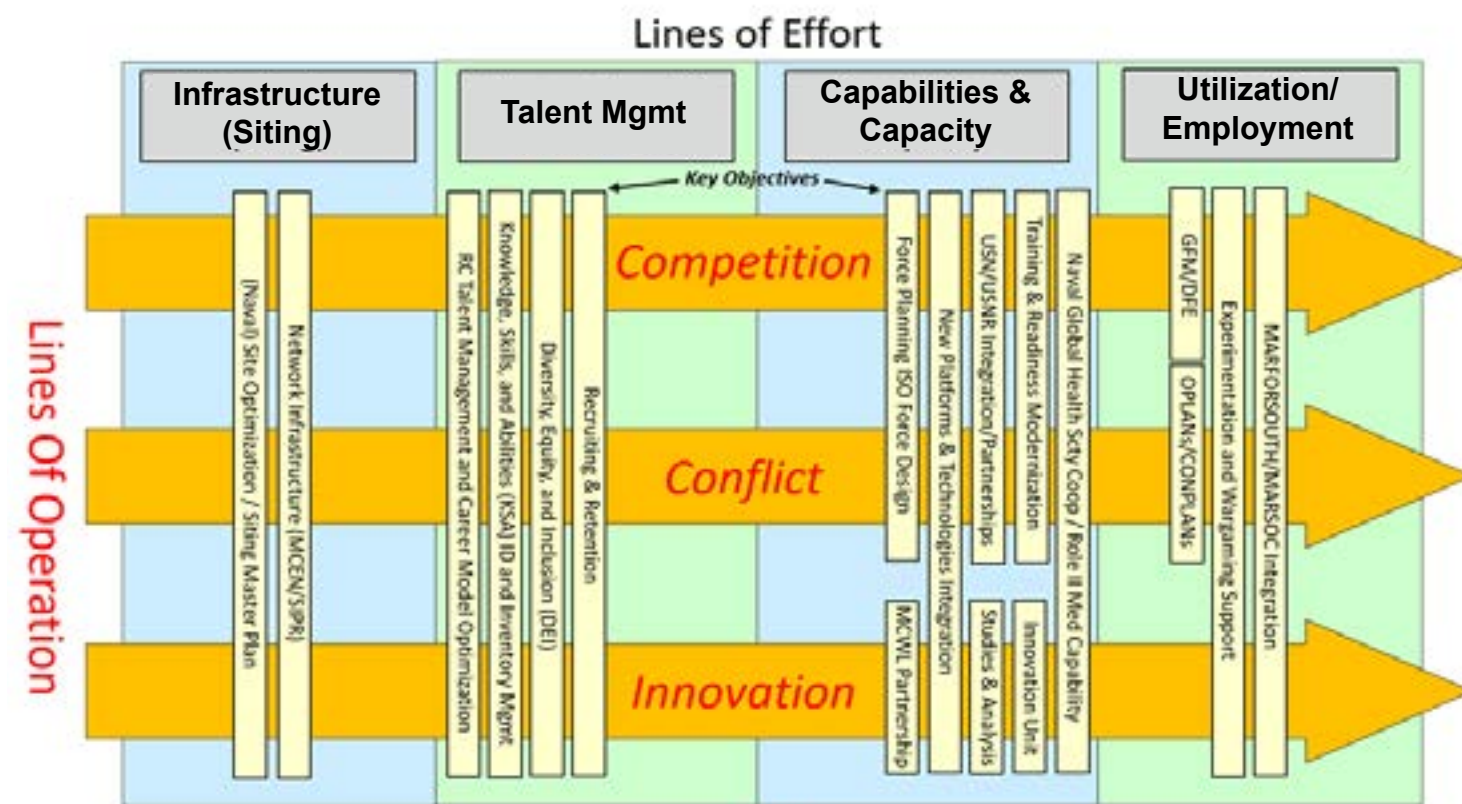 Lines of Effort
Infrastructure
(Siting)
Talent Mgmt
Capabilities &
Capacity
Utilization/
Employment
Key Objectives
Lines Of Operation
Competition
Conflict
Innovation
(Naval) Site Optimization / Siting Master Plan
Network Infrastructure (MCEN/SIPR)
RC Talent Management and Career Model Optimization
Knowledge, Skills, and Abilities (KSA) ID and Inventory Mgmt
Diversity, Equity, and Inclusion (DEI)
Recruiting & Retention
Force Planning ISO Force Design
MCWL Partnership
New Platforms & Technologies Integration
USN/USNR Integration/Partnerships
Studies & Analysis
Training & Readiness Modernization
Innovation Unit
Naval Global Health Scty Coop / Role II Med Capability
GFM/DFE
OPLANs/CONPLANs
Experimentation and Wargaming Support
MARFORSOUTH/MARSOC Integration